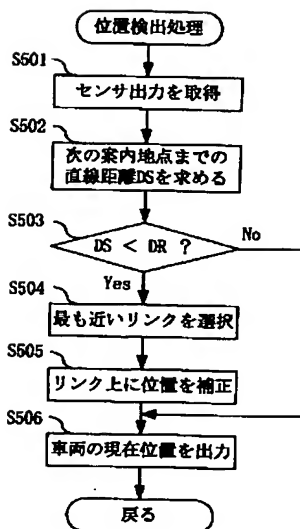 位置検出処理
S501
センサ出力を取得
S502
次の案内地点までの
直線距離DSを求める
S503
DS < DR ?
No
Yes
S504
最も近いリンクを選択
S505
リンク上に位置を補正
S506
車両の現在位置を出力
戻る